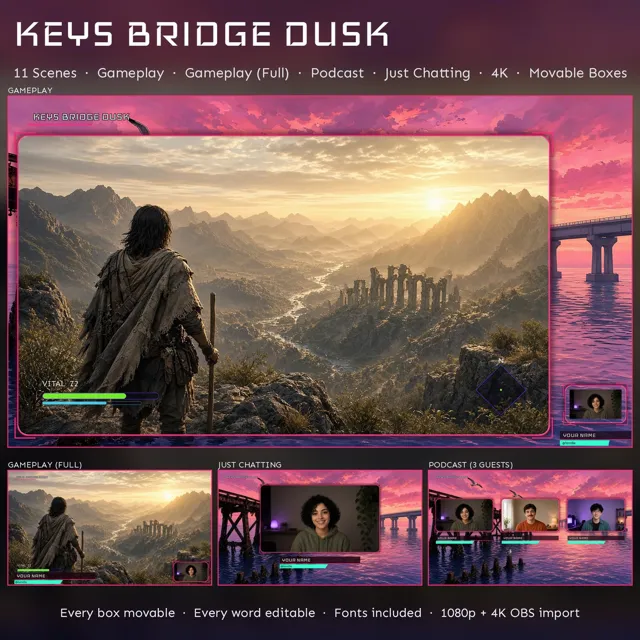 KEYS BRIDGE DUSK
11 Scenes · Gameplay · Gameplay (Full) · Podcast · Just Chatting · 4K · Movable Boxes
GAMEPLAY
KEYS BRIDGE DUSK
VITAL 72
YOUR NAME
GAMEPLAY (FULL)
JUST CHATTING
PODCAST (3 GUESTS)
YOUR NAME
YOUR NAME
Every box movable · Every word editable · Fonts included · 1080p + 4K OBS import